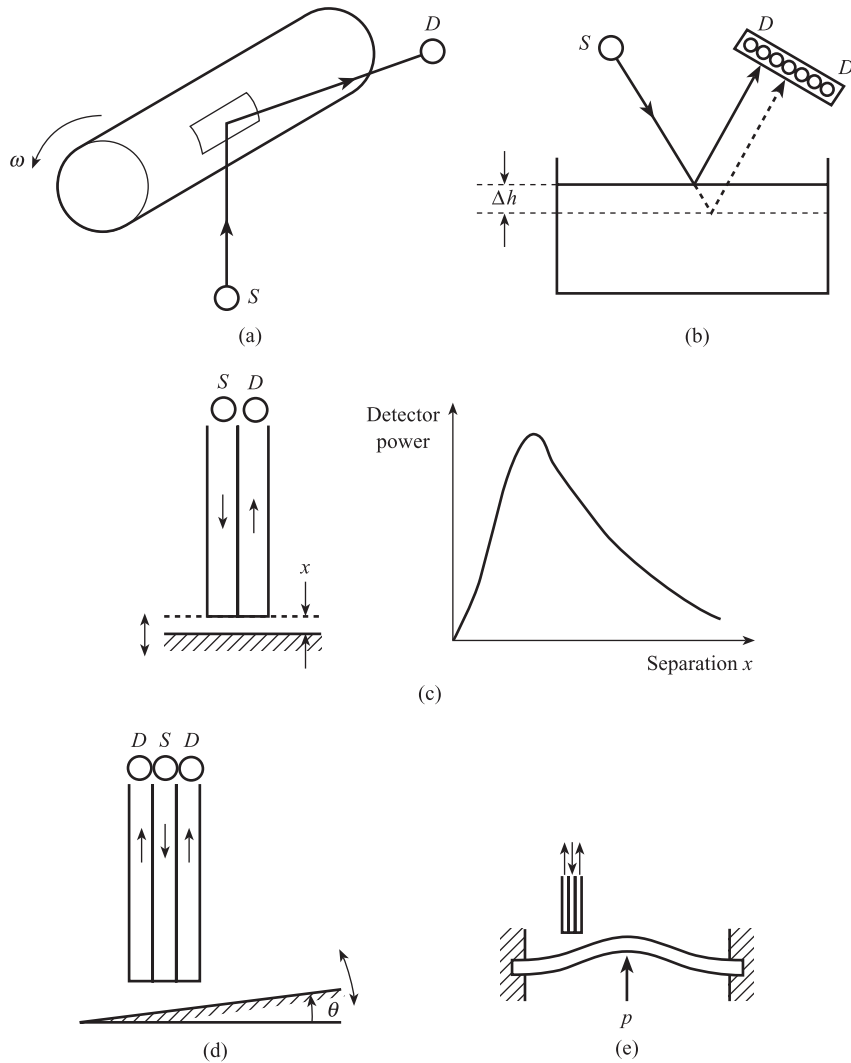 D
ω
S
(a)
S
D
D
Δh
(b)
S D
x
Detector
power
Separation x
(c)
D S D
θ
(d)
p
(e)